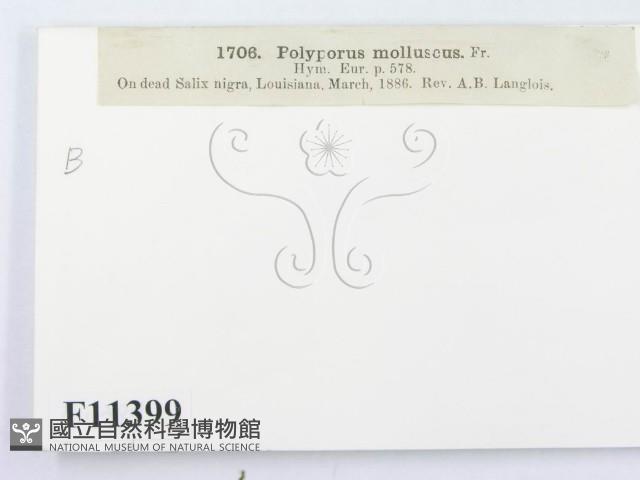 1706. Polyporus molluscus. Fr.
Hym. Eur. p. 578.
On dead Salix nigra, Louisiana, March, 1886. Rev. A.B. Langlois.
B
F11399
國立自然科學博物館
NATIONAL MUSEUM OF NATURAL SCIENCE